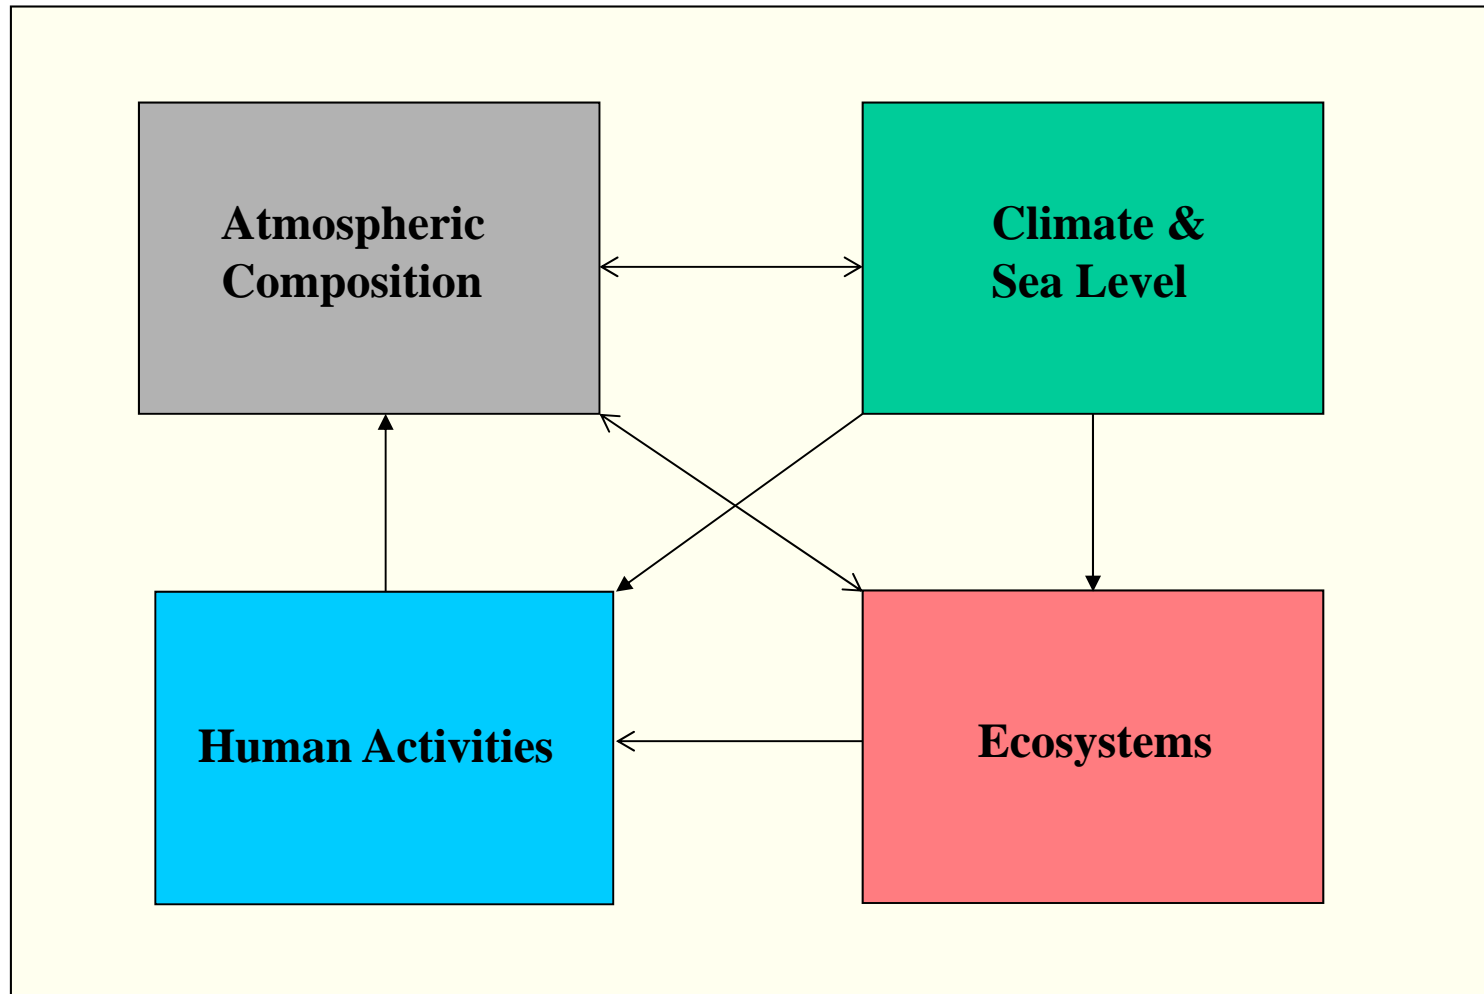 Atmospheric
Composition
Climate &
Sea Level
Human Activities
Ecosystems